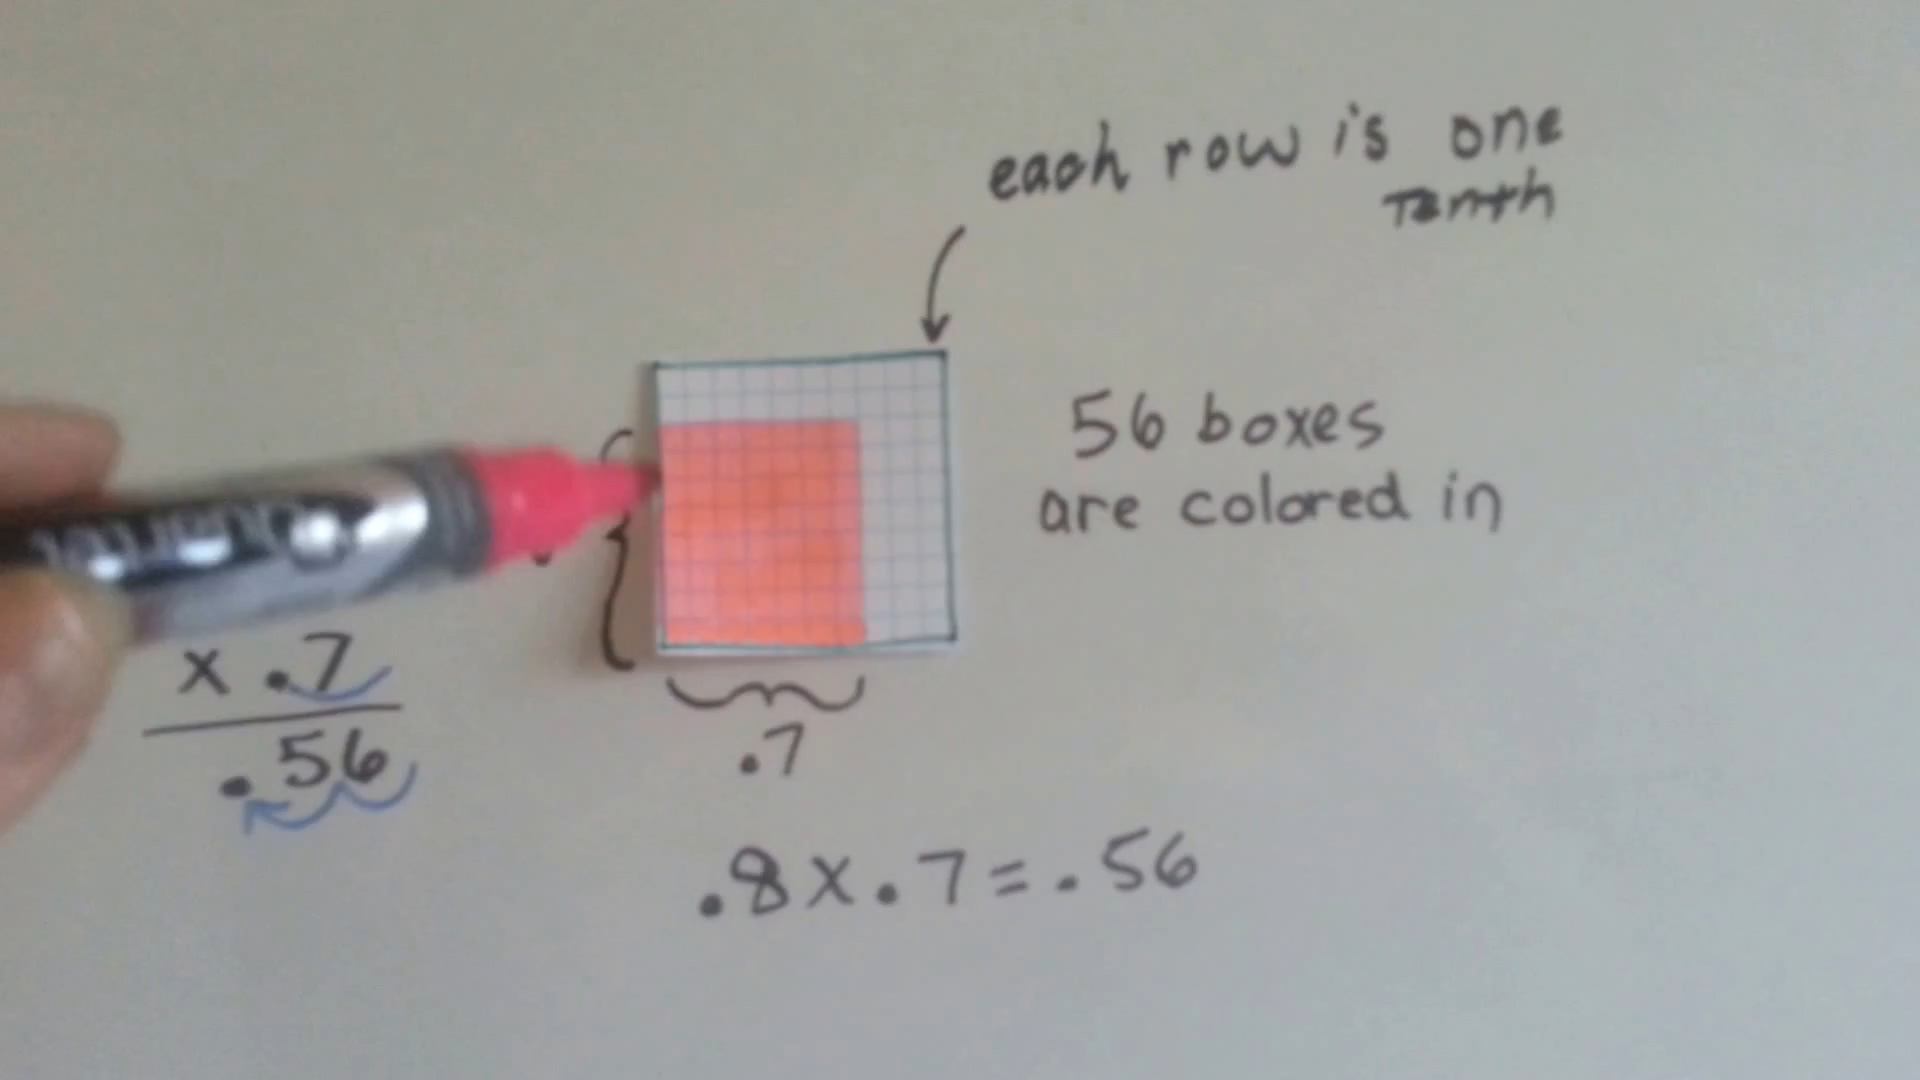 each row is one
Tenth
56 boxes
are colored in
x .7
.56
.7
.8 x .7 = .56